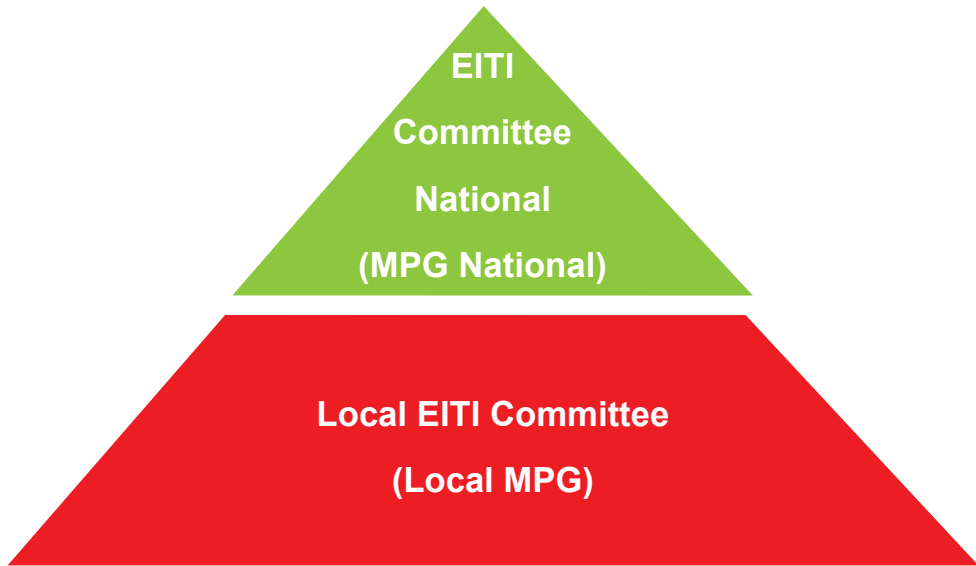 EITI
Committee
National
(MPG National)
Local EITI Committee
(Local MPG)